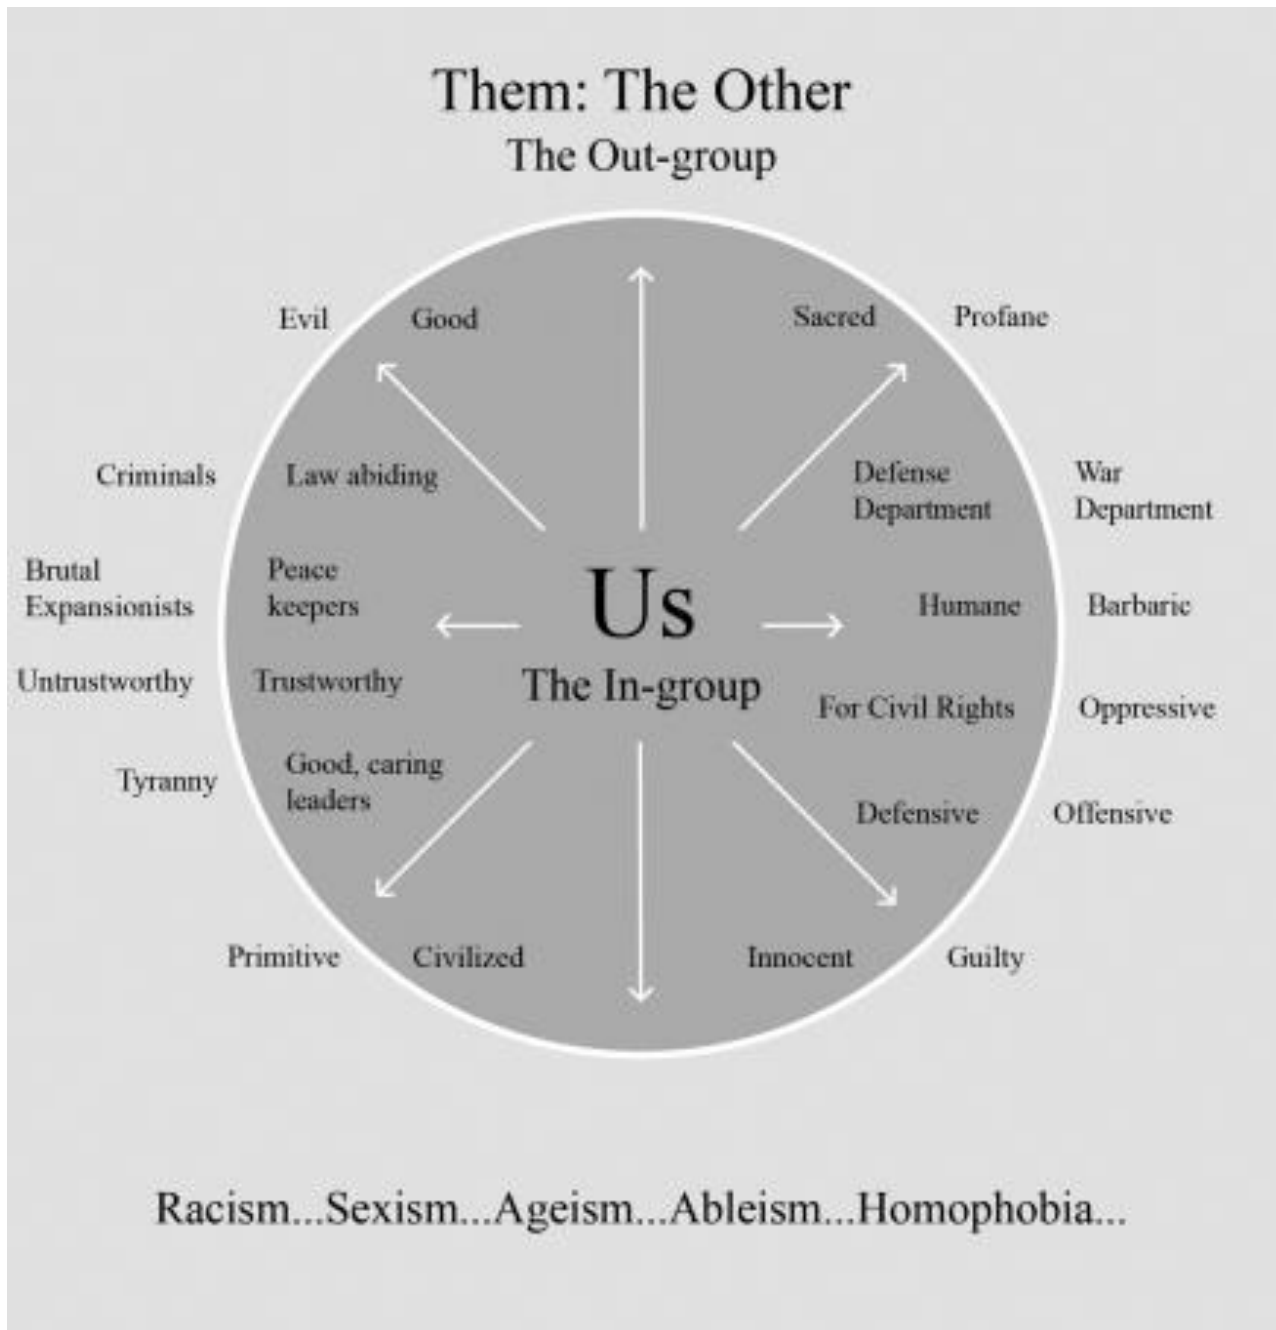 Them: The Other
The Out-group
Evil Good Sacred Profane
Criminals Law abiding Defense War
Department Department
Brutal Peace
Expansionists keepers Us Humane Barbaric
Untrustworthy Trustworthy The In-group
For Civil Rights Oppressive
Tyranny Good, caring
leaders
Defensive Offensive
Primitive Civilized Innocent Guilty
Racism...Sexism...Ageism...Ableism...Homophobia...